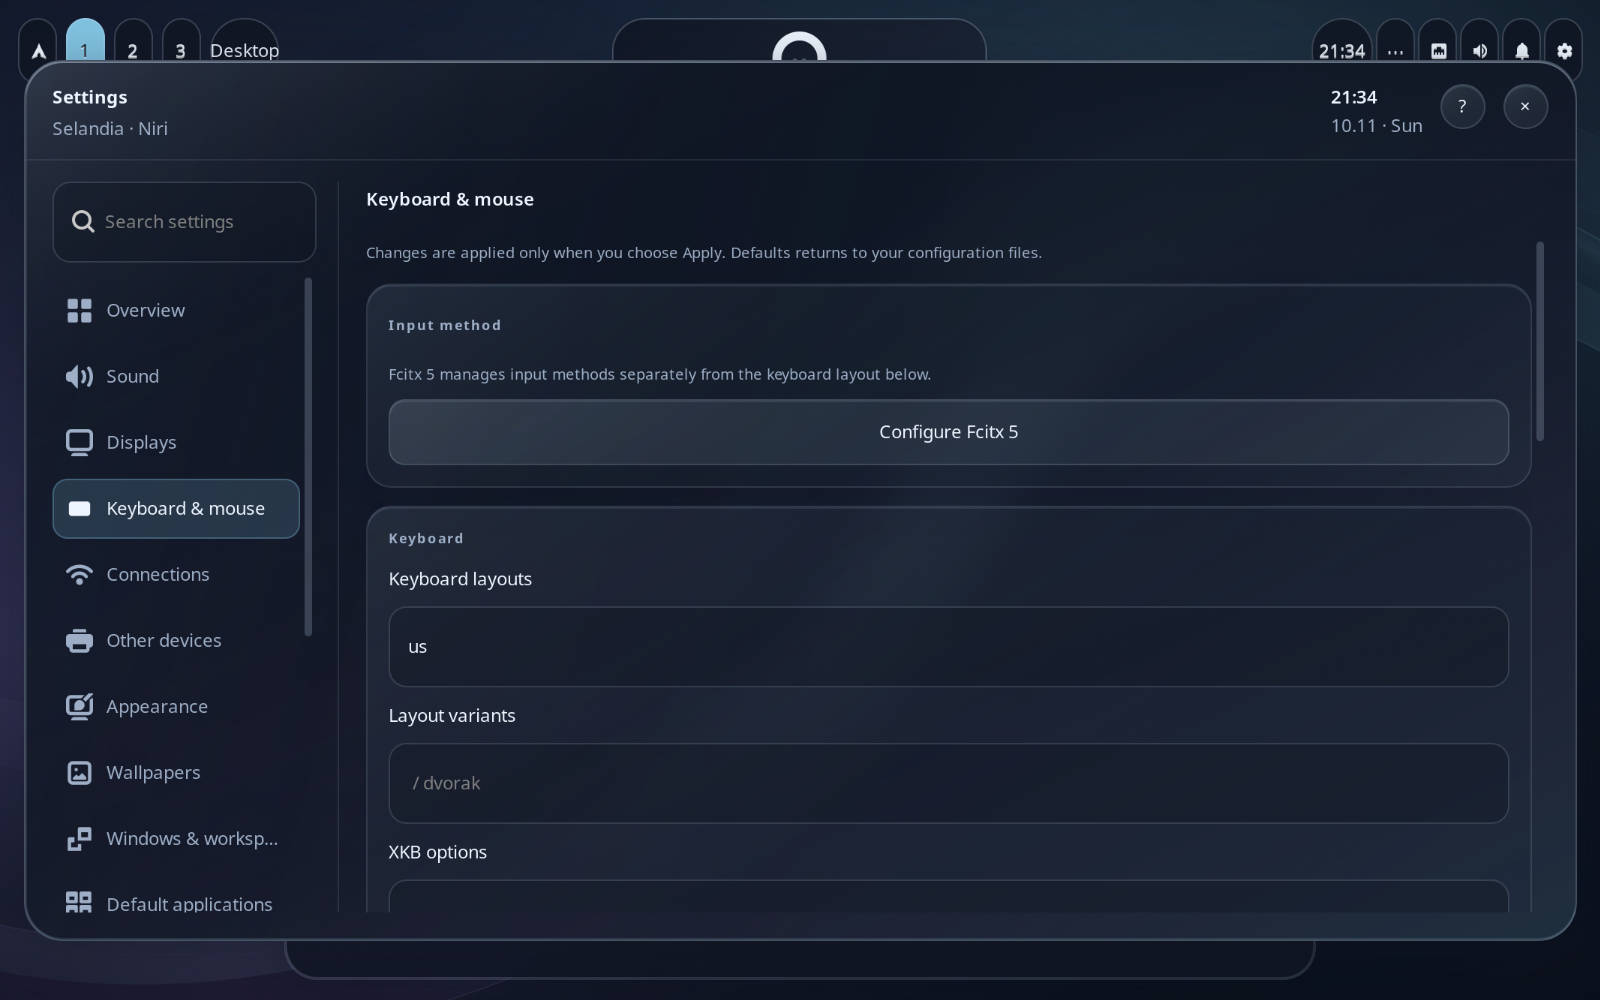 1
2
3
Desktop
21:34
...
Settings
Selandia · Niri
21:34
10.11 · Sun
?
×
Search settings
Overview
Sound
Displays
Keyboard & mouse
Connections
Other devices
Appearance
Wallpapers
Windows & worksp...
Default applications
Keyboard & mouse
Changes are applied only when you choose Apply. Defaults returns to your configuration files.
Input method
Fcitx 5 manages input methods separately from the keyboard layout below.
Configure Fcitx 5
Keyboard
Keyboard layouts
us
Layout variants
/ dvorak
XKB options